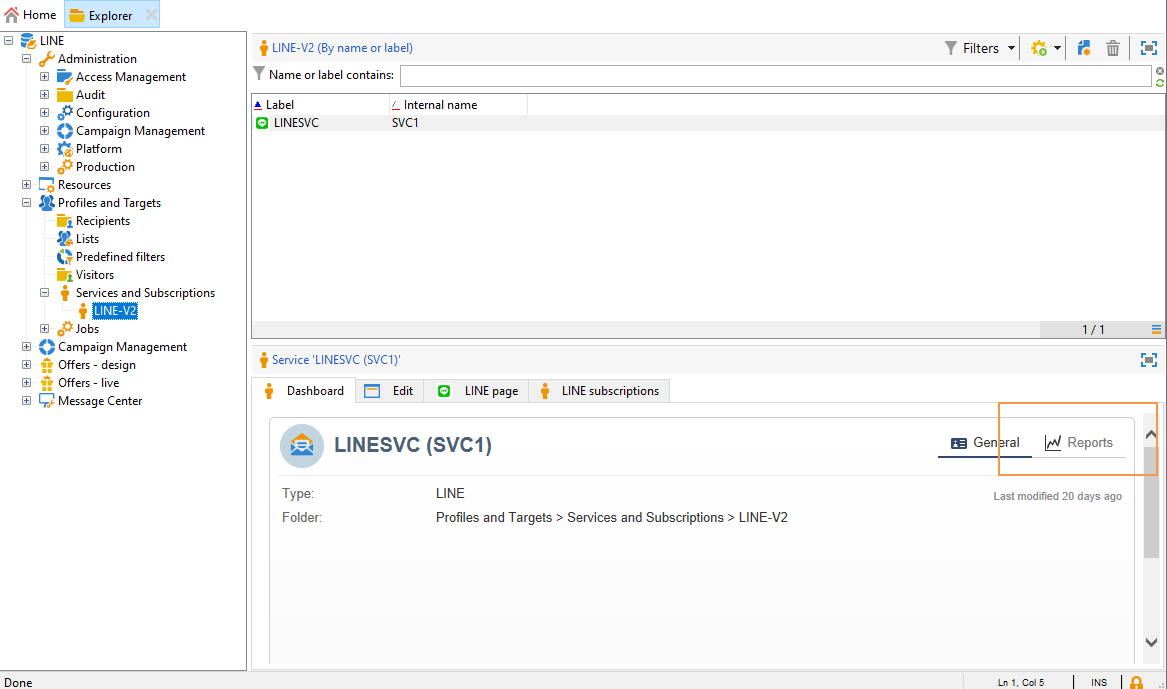 Home Explorer
LINE
Administration
Access Management
Audit
Configuration
Campaign Management
Platform
Production
Resources
Profiles and Targets
Recipients
Lists
Predefined filters
Visitors
Services and Subscriptions
LINE-V2
Jobs
Campaign Management
Offers - design
Offers - live
Message Center
LINE-V2 (By name or label) Filters
Name or label contains:
Label Internal name
LINESVC SVC1
1 / 1
Service 'LINESVC (SVC1)'
Dashboard Edit LINE page LINE subscriptions
LINESVC (SVC1) General Reports
Type: LINE Last modified 20 days ago
Folder: Profiles and Targets > Services and Subscriptions > LINE-V2
Done Ln 1, Col 5 INS